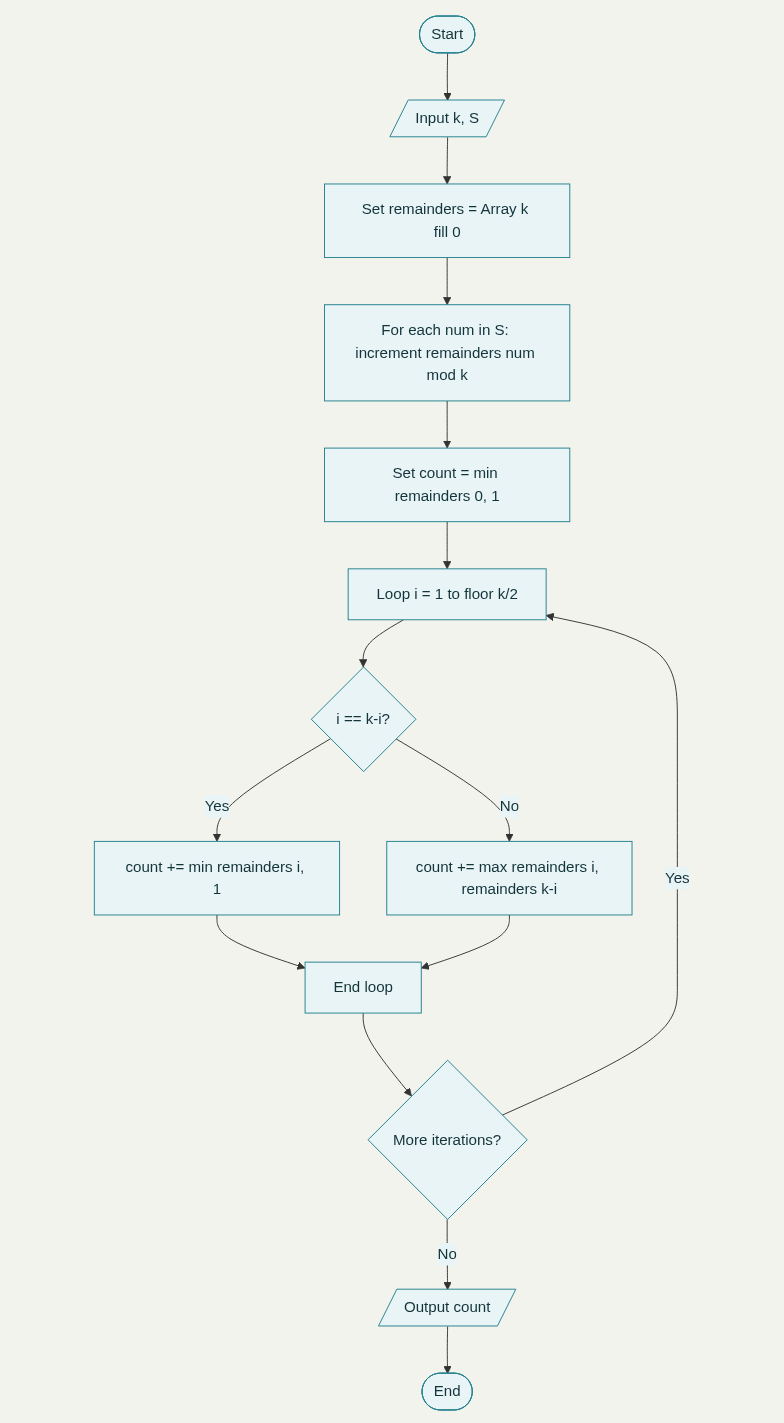 Start
Input k, S
Set remainders = Array k
fill 0
For each num in S:
increment remainders num
mod k
Set count = min
remainders 0, 1
Loop i = 1 to floor k/2
i == k-i?
Yes
No
count += min remainders i,
1
count += max remainders i,
remainders k-i
Yes
End loop
More iterations?
No
Output count
End